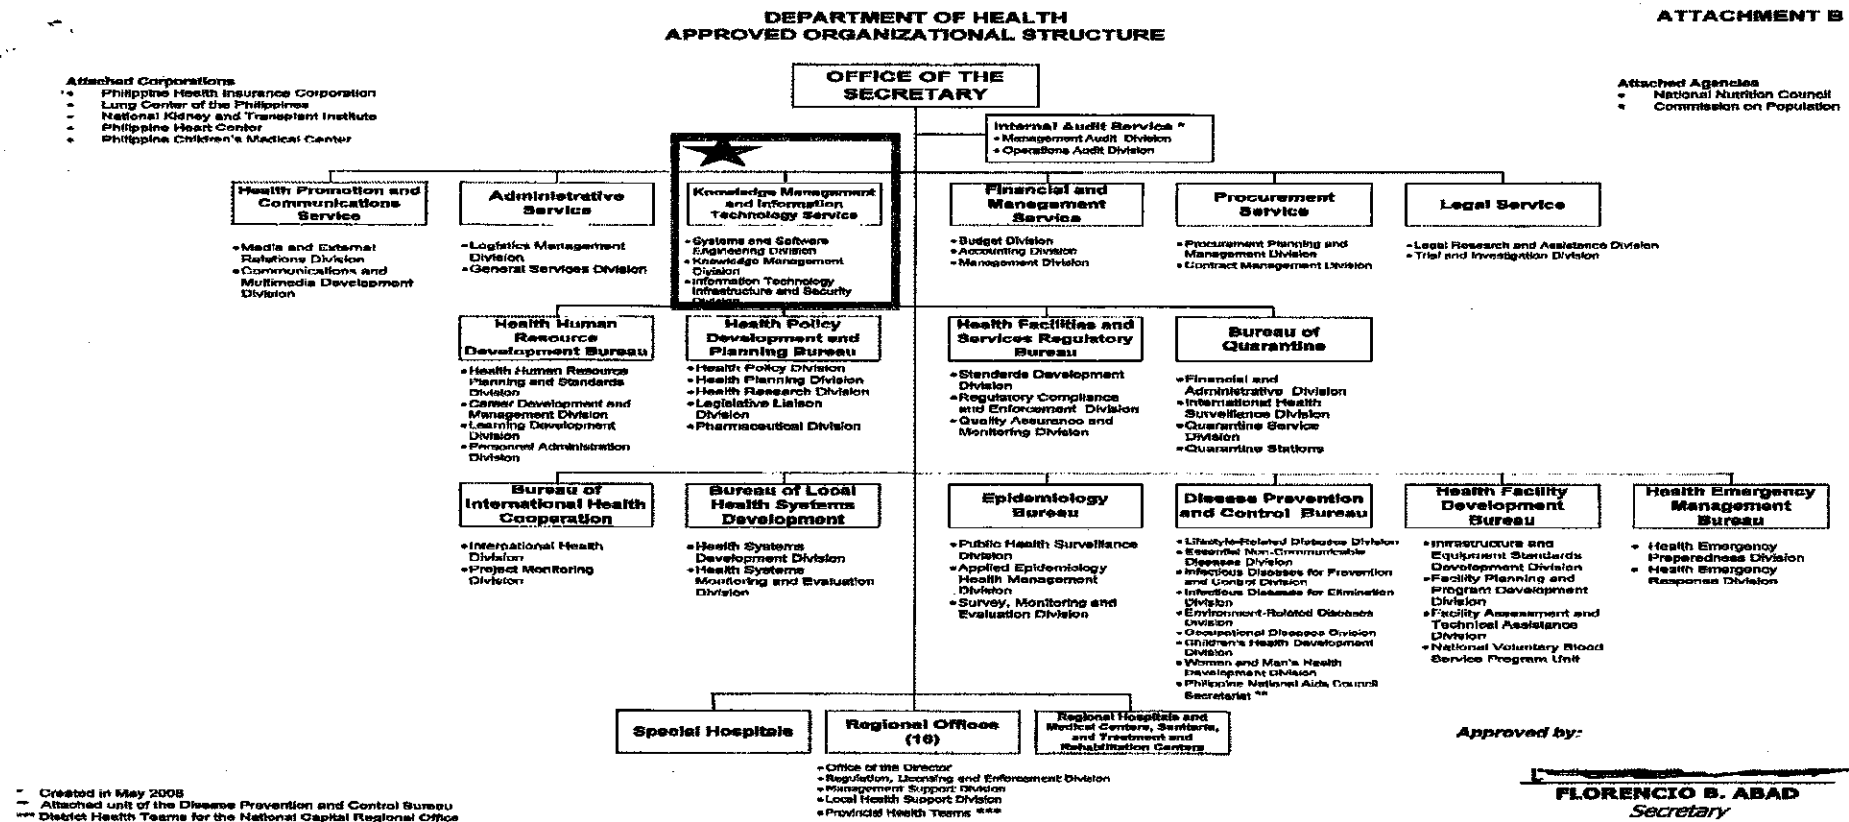 DEPARTMENT OF HEALTH
APPROVED ORGANIZATIONAL STRUCTURE
ATTACHMENT B
Attached Corporations
• Philippine Health Insurance Corporation
• Lung Center of the Philippines
• National Kidney and Transplant Institute
• Philippine Heart Center
• Philippine Children's Medical Center
OFFICE OF THE
SECRETARY
Attached Agencies
• National Nutrition Council
• Commission on Population
Internal Audit Service *
• Management Audit Division
• Operations Audit Division
Health Promotion and
Communications
Service
• Media and External
Relations Division
• Communications and
Multimedia Development
Division
Administrative
Service
• Logistics Management
Division
• General Services Division
Knowledge Management
and Information
Technology Service
• Systems and Software
Engineering Division
• Knowledge Management
Division
• Information Technology
Infrastructure and Security
Division
Financial and
Management
Service
• Budget Division
• Accounting Division
• Management Division
Procurement
Service
• Procurement Planning and
Management Division
• Contract Management Division
Legal Service
• Legal Research and Assistance Division
• Trial and Investigation Division
Health Human
Resource
Development Bureau
• Health Human Resource
Planning and Standards
Division
• Career Development and
Management Division
• Learning Development
Division
• Personnel Administration
Division
Health Policy
Development and
Planning Bureau
• Health Policy Division
• Health Planning Division
• Health Research Division
• Legislative Liaison
Division
• Pharmaceutical Division
Health Facilities and
Services Regulatory
Bureau
• Standards Development
Division
• Regulatory Compliance
and Enforcement Division
• Quality Assurance and
Monitoring Division
Bureau of
Quarantine
• Financial and
Administrative Division
• International Health
Surveillance Division
• Quarantine Service
Division
• Quarantine Stations
Bureau of
International Health
Cooperation
• International Health
Division
• Project Monitoring
Division
Bureau of Local
Health Systems
Development
• Health Systems
Development Division
• Health Systems
Monitoring and Evaluation
Division
Epidemiology
Bureau
• Public Health Surveillance
Division
• Applied Epidemiology
Health Management
Division
• Survey, Monitoring and
Evaluation Division
Disease Prevention
and Control Bureau
• Lifestyle-Related Diseases Division
• Essential Non-Communicable
Diseases Division
• Infectious Diseases for Prevention
and Control Division
• Infectious Diseases for Elimination
Division
• Environment-Related Diseases
Division
• Occupational Diseases Division
• Children's Health Development
Division
• Women and Men's Health
Development Division
• Philippine National Aids Council
Secretariat **
Health Facility
Development
Bureau
• Infrastructure and
Equipment Standards
Development Division
• Facility Planning and
Program Development
Division
• Facility Assessment and
Technical Assistance
Division
• National Voluntary Blood
Service Program Unit
Health Emergency
Management
Bureau
• Health Emergency
Preparedness Division
• Health Emergency
Response Division
Special Hospitals
Regional Offices
(16)
• Office of the Director
• Regulation, Licensing and Enforcement Division
• Management Support Division
• Local Health Support Division
• Provincial Health Teams ***
Regional Hospitals and
Medical Centers, Sanitaria,
and Treatment and
Rehabilitation Centers
Approved by:
FLORENCIO B. ABAD
Secretary
* Created in May 2008
** Attached unit of the Disease Prevention and Control Bureau
*** District Health Teams for the National Capital Regional Office